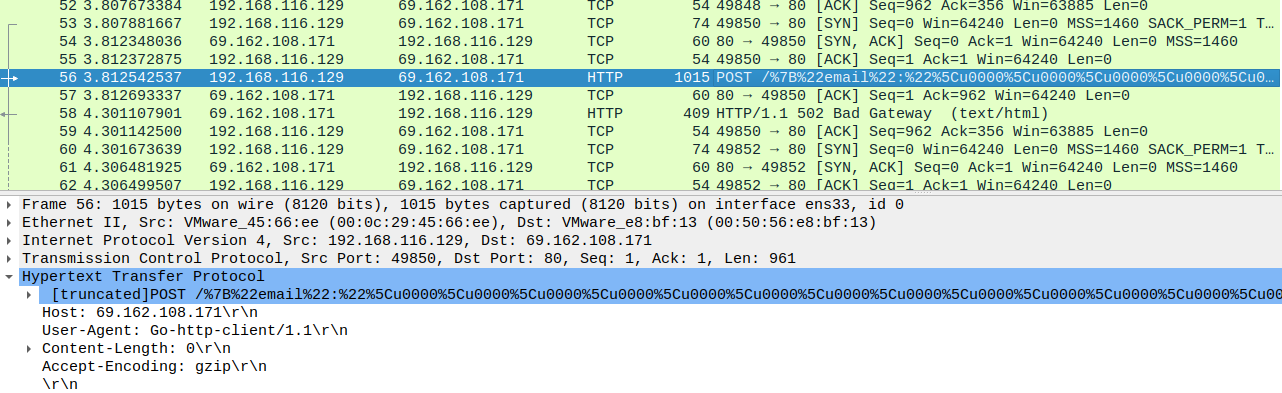 52 3.807673384 192.168.116.129 69.162.108.171 TCP 54 49848 → 80 [ACK] Seq=962 Ack=356 Win=63885 Len=0
53 3.807881667 192.168.116.129 69.162.108.171 TCP 74 49850 → 80 [SYN] Seq=0 Win=64240 Len=0 MSS=1460 SACK_PERM=1 T…
54 3.812348036 69.162.108.171 192.168.116.129 TCP 60 80 → 49850 [SYN, ACK] Seq=0 Ack=1 Win=64240 Len=0 MSS=1460
55 3.812372875 192.168.116.129 69.162.108.171 TCP 54 49850 → 80 [ACK] Seq=1 Ack=1 Win=64240 Len=0
56 3.812542537 192.168.116.129 69.162.108.171 HTTP 1015 POST /%7B%22email%22:%22%5Cu0000%5Cu0000%5Cu0000%5Cu0000%5Cu0…
57 3.812693337 69.162.108.171 192.168.116.129 TCP 60 80 → 49850 [ACK] Seq=1 Ack=962 Win=64240 Len=0
58 4.301107901 69.162.108.171 192.168.116.129 HTTP 409 HTTP/1.1 502 Bad Gateway (text/html)
59 4.301142500 192.168.116.129 69.162.108.171 TCP 54 49850 → 80 [ACK] Seq=962 Ack=356 Win=63885 Len=0
60 4.301673639 192.168.116.129 69.162.108.171 TCP 74 49852 → 80 [SYN] Seq=0 Win=64240 Len=0 MSS=1460 SACK_PERM=1 T…
61 4.306481925 69.162.108.171 192.168.116.129 TCP 60 80 → 49852 [SYN, ACK] Seq=0 Ack=1 Win=64240 Len=0 MSS=1460
62 4.306499507 192.168.116.129 69.162.108.171 TCP 54 49852 → 80 [ACK] Seq=1 Ack=1 Win=64240 Len=0
Frame 56: 1015 bytes on wire (8120 bits), 1015 bytes captured (8120 bits) on interface ens33, id 0
Ethernet II, Src: VMware_45:66:ee (00:0c:29:45:66:ee), Dst: VMware_e8:bf:13 (00:50:56:e8:bf:13)
Internet Protocol Version 4, Src: 192.168.116.129, Dst: 69.162.108.171
Transmission Control Protocol, Src Port: 49850, Dst Port: 80, Seq: 1, Ack: 1, Len: 961
Hypertext Transfer Protocol
[truncated]POST /%7B%22email%22:%22%5Cu0000%5Cu0000%5Cu0000%5Cu0000%5Cu0000%5Cu0000%5Cu0000%5Cu0000%5Cu0000%5Cu0000%5Cu00
Host: 69.162.108.171\r\n
User-Agent: Go-http-client/1.1\r\n
Content-Length: 0\r\n
Accept-Encoding: gzip\r\n
\r\n